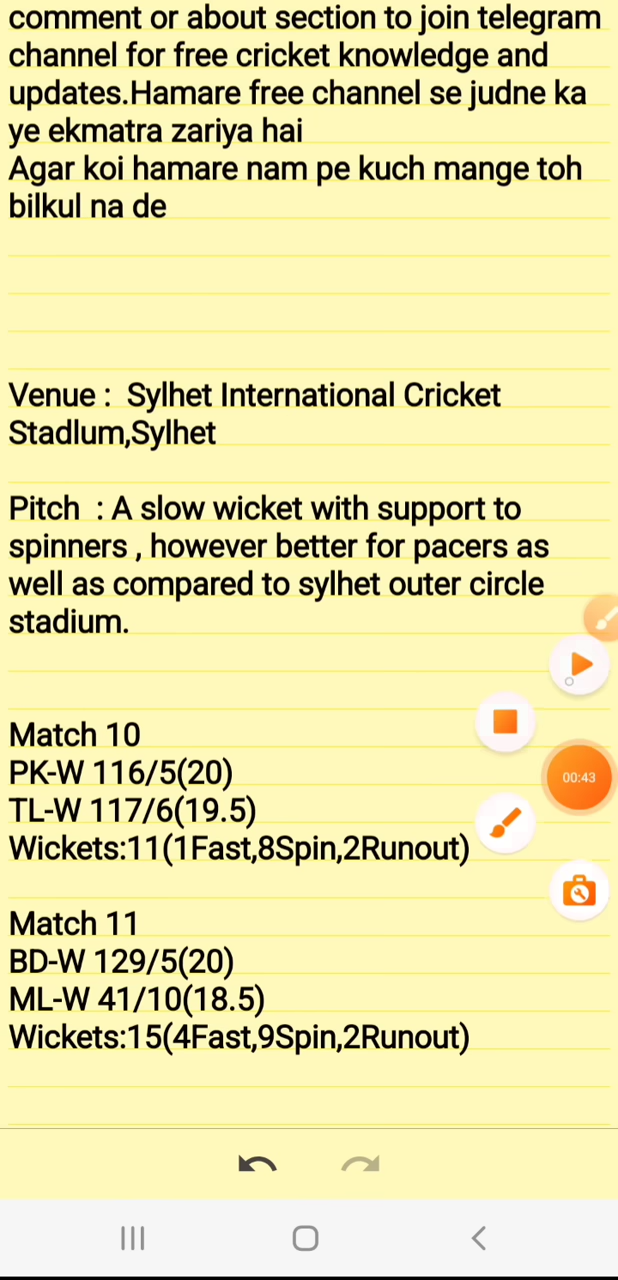 comment or about section to join telegram
channel for free cricket knowledge and
updates.Hamare free channel se judne ka
ye ekmatra zariya hai
Agar koi hamare nam pe kuch mange toh
bilkul na de
Venue :  Sylhet International Cricket
Stadlum,Sylhet
Pitch  : A slow wicket with support to
spinners , however better for pacers as
well as compared to sylhet outer circle
stadium.
Match 10
PK-W 116/5(20)
TL-W 117/6(19.5)
Wickets:11(1Fast,8Spin,2Runout)
Match 11
BD-W 129/5(20)
ML-W 41/10(18.5)
Wickets:15(4Fast,9Spin,2Runout)
00:43